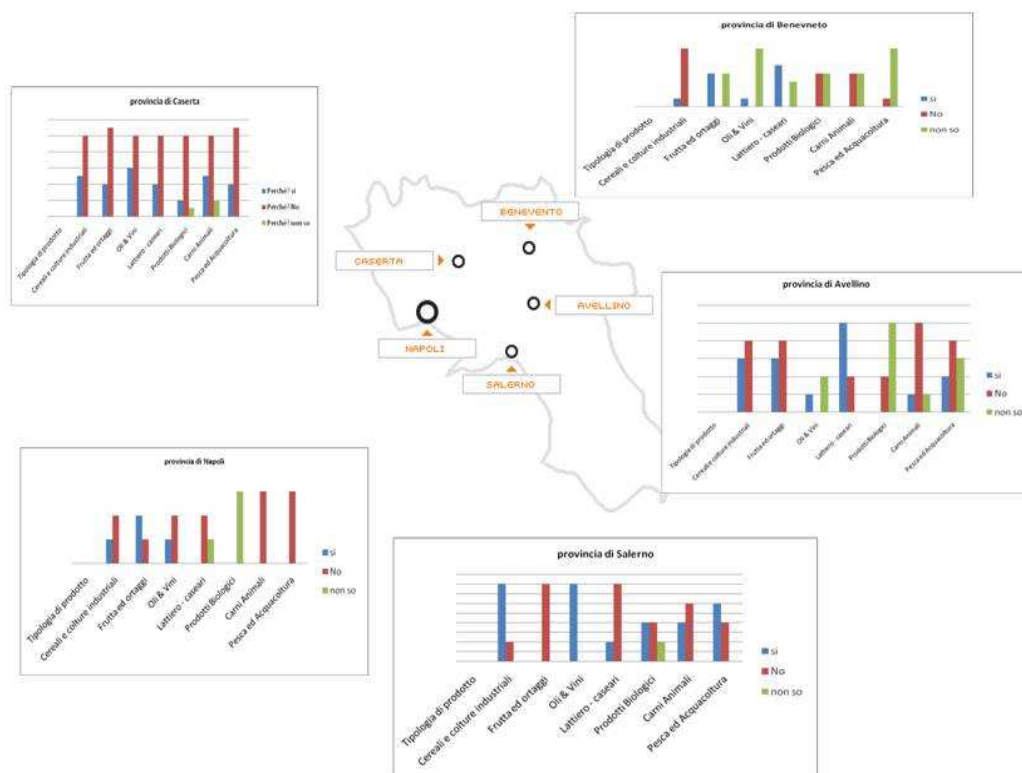 provincia di Benevneto
si
No
non so
Tipologia di prodotto
Cereali e colture industriali
Frutta ed ortaggi
Oli & Vini
Lattiero - caseari
Prodotti Biologici
Carni Animali
Pesca ed Acquacoltura
provincia di Caserta
Perché? si
Perché? No
Perché? non so
Tipologia di prodotto
Cereali e colture industriali
Frutta ed ortaggi
Oli & Vini
Lattiero - caseari
Prodotti Biologici
Carni Animali
Pesca ed Acquacoltura
BENEVENTO
CASERTA
AVELLINO
NAPOLI
SALERNO
provincia di Avellino
si
No
non so
Tipologia di prodotto
Cereali e colture industriali
Frutta ed ortaggi
Oli & Vini
Lattiero - caseari
Prodotti Biologici
Carni Animali
Pesca ed Acquacoltura
provincia di Napoli
si
No
non so
Tipologia di prodotto
Cereali e colture industriali
Frutta ed ortaggi
Oli & Vini
Lattiero - caseari
Prodotti Biologici
Carni Animali
Pesca ed Acquacoltura
provincia di Salerno
si
No
non so
Tipologia di prodotto
Cereali e colture industriali
Frutta ed ortaggi
Oli & Vini
Lattiero - caseari
Prodotti Biologici
Carni Animali
Pesca ed Acquacoltura